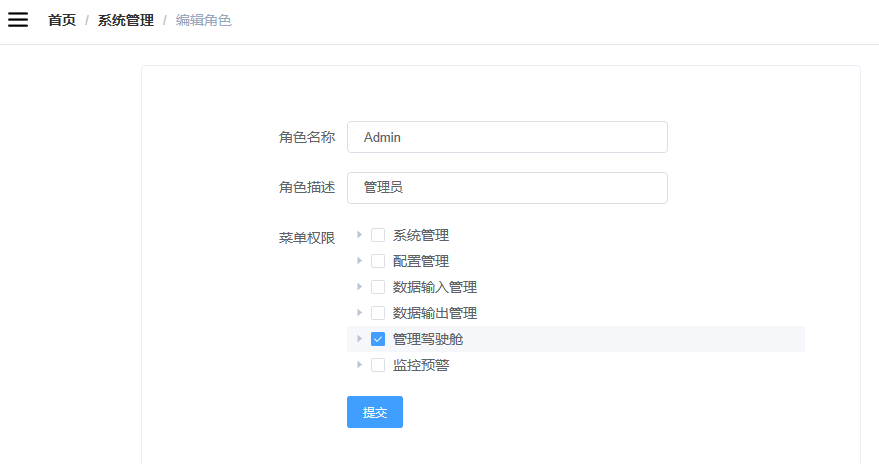 首页 / 系统管理 / 编辑角色
角色名称 Admin
角色描述 管理员
菜单权限 系统管理
配置管理
数据输入管理
数据输出管理
管理驾驶舱
监控预警
提交